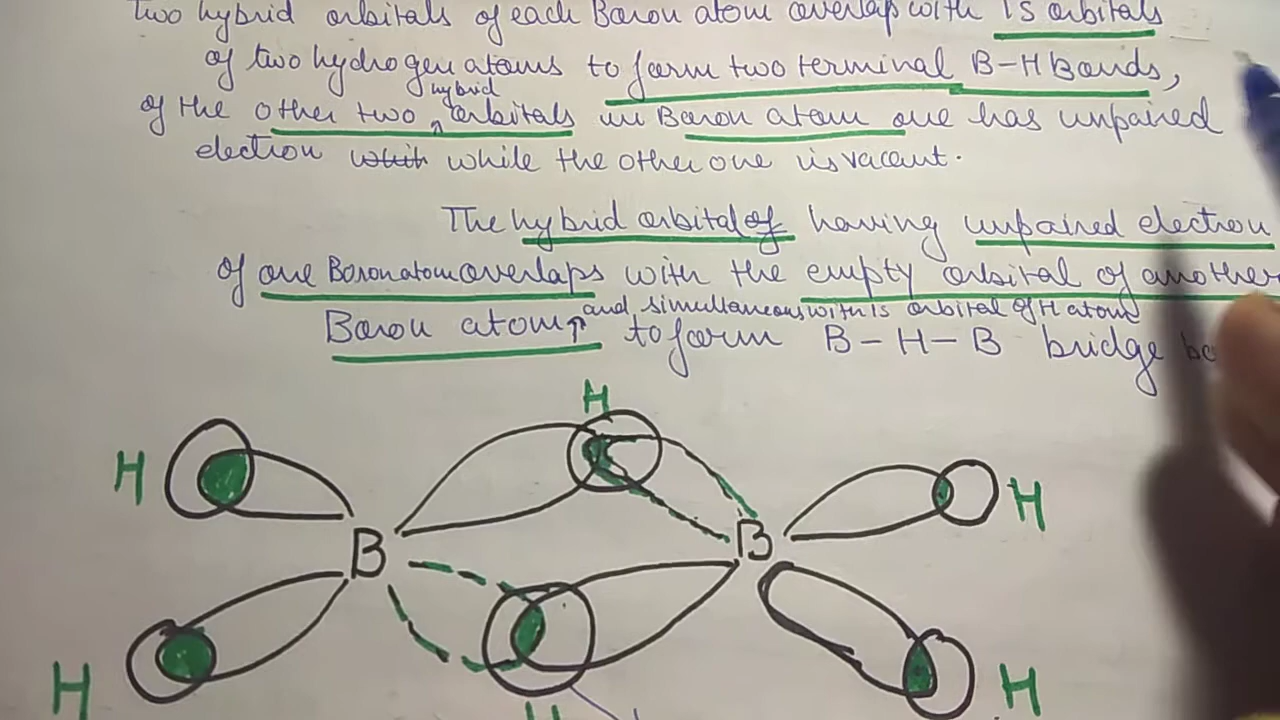 Two hybrid orbitals of each Boron atom overlap with 1S orbitals
of two hydrogen atoms to form two terminal B-H Bonds,
of the other two hybrid orbitals in Boron atom one has unpaired
election which while the other one is vacant.
The hybrid orbital of having unpaired electron
of one Boron atom overlaps with the empty orbital of another
and simultaneous with 1s orbital of H atom
Boron atom to form B-H-B bridge bo
H
H
H
B
B
H
H
H